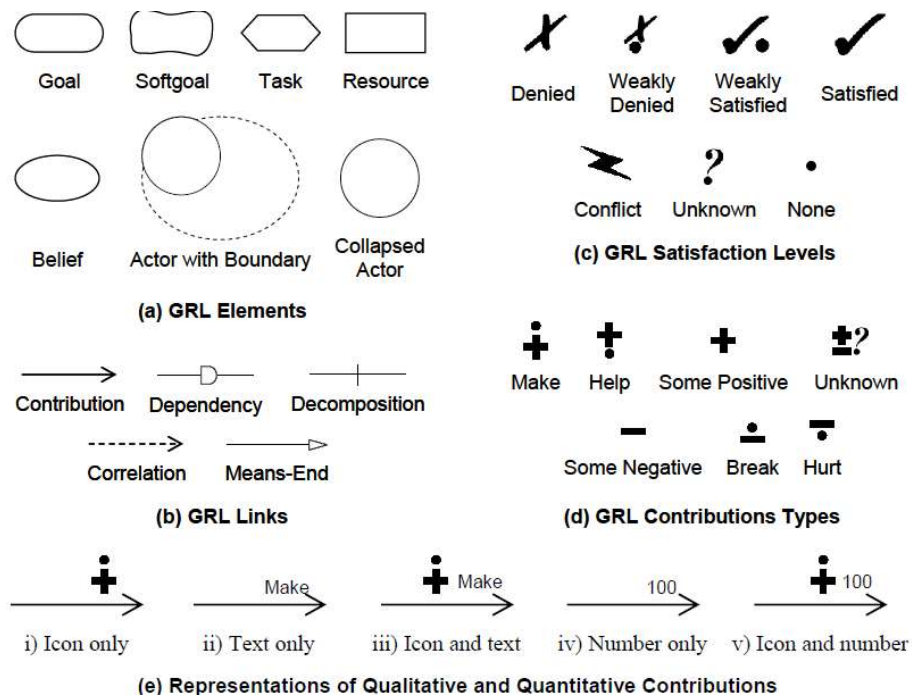 Goal Softgoal Task Resource
Belief Actor with Boundary Collapsed
Actor
(a) GRL Elements
Contribution Dependency Decomposition
Correlation Means-End
(b) GRL Links
Denied Weakly
Denied Weakly
Satisfied Satisfied
?
Conflict Unknown None
(c) GRL Satisfaction Levels
?
Make Help Some Positive Unknown
Some Negative Break Hurt
(d) GRL Contributions Types
Make Make 100 100
i) Icon only ii) Text only iii) Icon and text iv) Number only v) Icon and number
(e) Representations of Qualitative and Quantitative Contributions